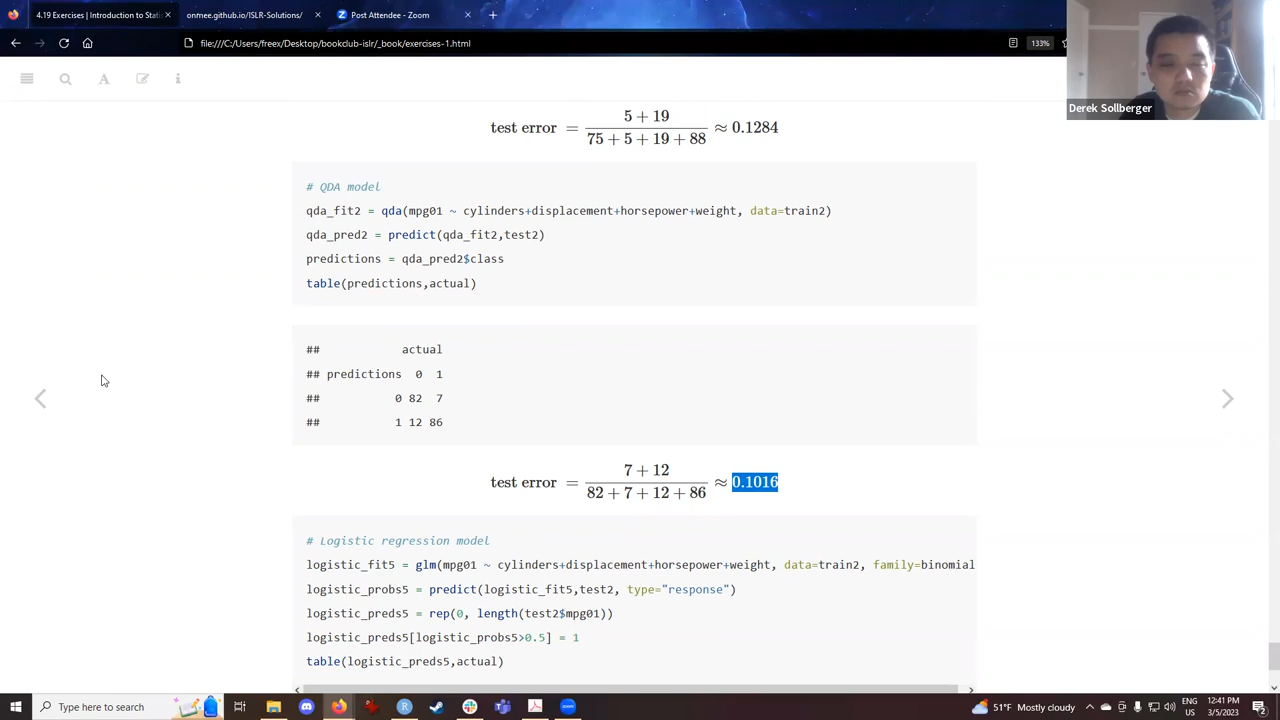 4.19 Exercises | Introduction to Stati
onmee.github.io/ISLR-Solutions/
Post Attendee - Zoom
file:///C:/Users/freex/Desktop/bookclub-islr/_book/exercises-1.html
133%
Derek Sollberger
test error = (5 + 19)/(75 + 5 + 19 + 88) ≈ 0.1284
# QDA model
qda_fit2 = qda(mpg01 ~ cylinders+displacement+horsepower+weight, data=train2)
qda_pred2 = predict(qda_fit2,test2)
predictions = qda_pred2$class
table(predictions,actual)
## actual
## predictions 0 1
## 0 82 7
## 1 12 86
test error = (7 + 12)/(82 + 7 + 12 + 86) ≈ 0.1016
# Logistic regression model
logistic_fit5 = glm(mpg01 ~ cylinders+displacement+horsepower+weight, data=train2, family=binomial
logistic_probs5 = predict(logistic_fit5,test2, type="response")
logistic_preds5 = rep(0, length(test2$mpg01))
logistic_preds5[logistic_probs5>0.5] = 1
table(logistic_preds5,actual)
Type here to search
51°F Mostly cloudy
ENG
US
12:41 PM
3/5/2023
2